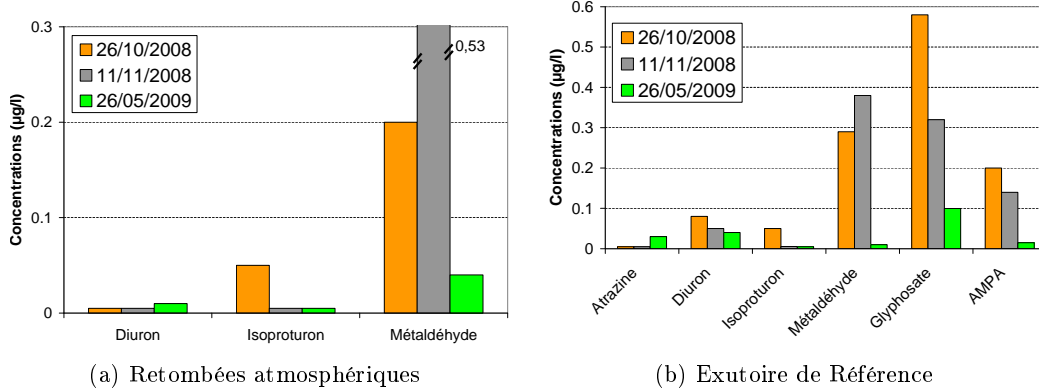 0.3
0.2
0.1
0
Concentrations (µg/l)
26/10/2008
11/11/2008
26/05/2009
0,53
Diuron
Isoproturon
Métaldéhyde
(a) Retombées atmosphériques
0.6
0.5
0.4
0.3
0.2
0.1
0
Concentrations (µg/l)
26/10/2008
11/11/2008
26/05/2009
Atrazine
Diuron
Isoproturon
Métaldéhyde
Glyphosate
AMPA
(b) Exutoire de Référence